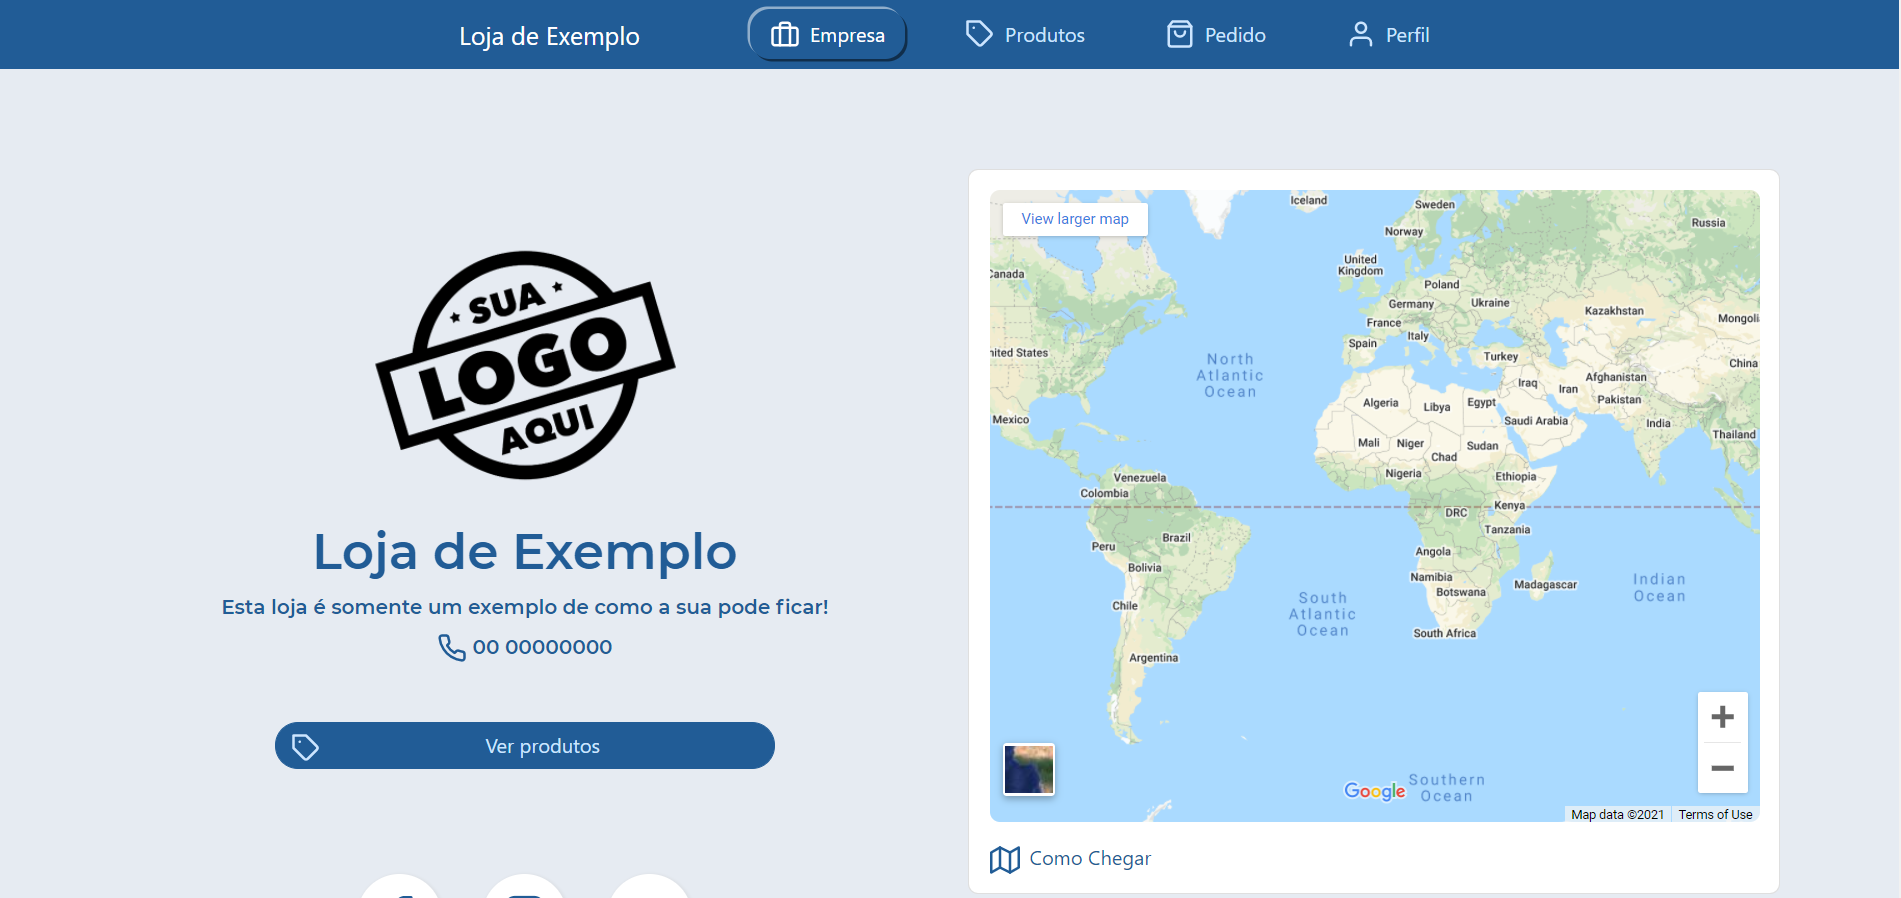 Loja de Exemplo
Empresa
Produtos
Pedido
Perfil
SUA
LOGO
AQUI
Loja de Exemplo
Esta loja é somente um exemplo de como a sua pode ficar!
00 00000000
Ver produtos
View larger map
Iceland
Sweden
Russia
Norway
United
Kingdom
Canada
Poland
Germany
Ukraine
Kazakhstan
Mongoli
France
Italy
Spain
nited States
Turkey
China
North
Atlantic
Ocean
Iraq
Iran
Afghanistan
Pakistan
Algeria
Libya
Egypt
Saudi Arabia
India
Mexico
Thailand
Mali
Niger
Sudan
Chad
Nigeria
Ethiopia
Venezuela
Colombia
DRC
Kenya
Tanzania
Peru
Brazil
Angola
Bolivia
Namibia
Botswana
Madagascar
Indian
Ocean
Chile
South
Atlantic
Ocean
South Africa
Argentina
Google
Southern
Ocean
Map data ©2021
Terms of Use
Como Chegar